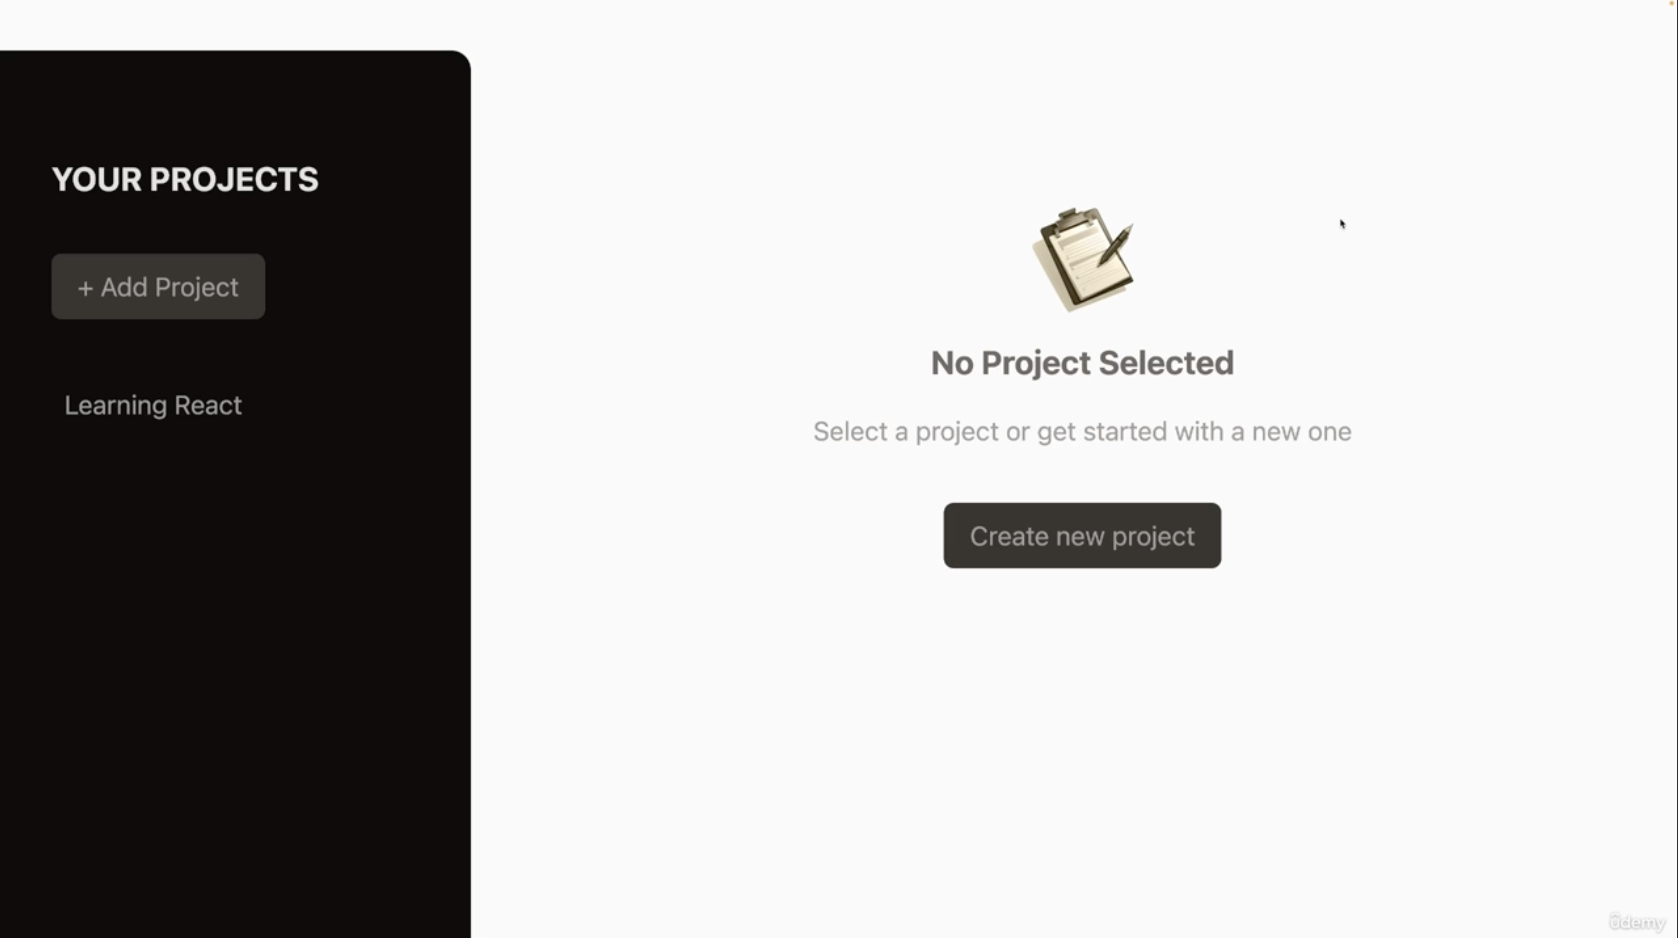 YOUR PROJECTS
+ Add Project
Learning React
No Project Selected
Select a project or get started with a new one
Create new project
ûdemy